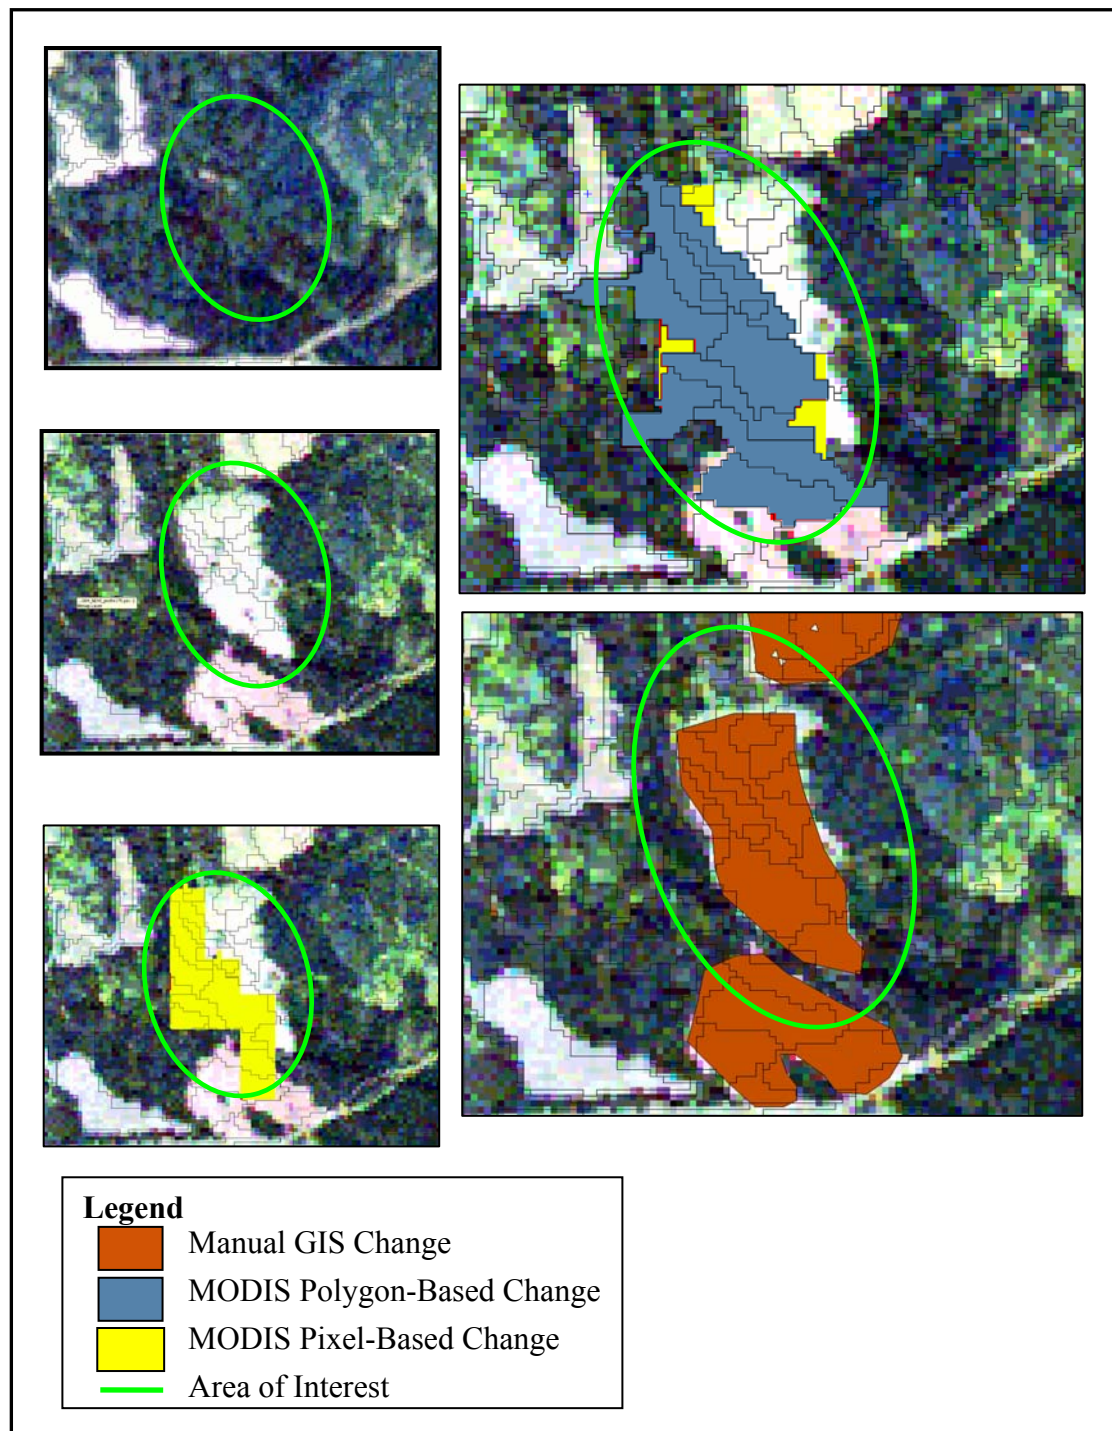 Legend
Manual GIS Change
MODIS Polygon-Based Change
MODIS Pixel-Based Change
Area of Interest